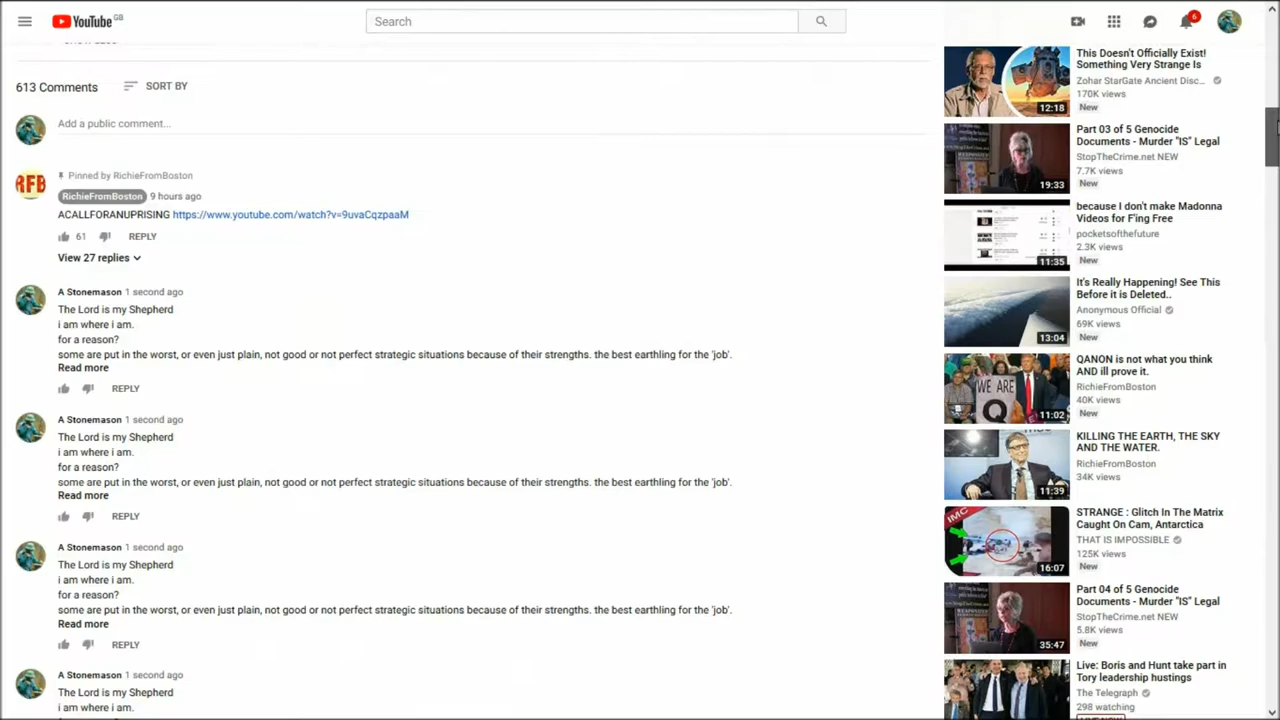 YouTube GB
Search
6
613 Comments
SORT BY
Add a public comment...
RFB
Pinned by RichieFromBoston
RichieFromBoston 9 hours ago
ACALLFORANUPRISING https://www.youtube.com/watch?v=9uvaCqzpaaM
61
REPLY
View 27 replies
A Stonemason 1 second ago
The Lord is my Shepherd
i am where i am.
for a reason?
some are put in the worst, or even just plain, not good or not perfect strategic situations because of their strengths. the best earthling for the 'job'.
Read more
REPLY
A Stonemason 1 second ago
The Lord is my Shepherd
i am where i am.
for a reason?
some are put in the worst, or even just plain, not good or not perfect strategic situations because of their strengths. the best earthling for the 'job'.
Read more
REPLY
A Stonemason 1 second ago
The Lord is my Shepherd
i am where i am.
for a reason?
some are put in the worst, or even just plain, not good or not perfect strategic situations because of their strengths. the best earthling for the 'job'.
Read more
REPLY
A Stonemason 1 second ago
The Lord is my Shepherd
i am where i am.
12:18
This Doesn't Officially Exist!
Something Very Strange Is
Zohar StarGate Ancient Disc...
170K views
New
19:33
Part 03 of 5 Genocide
Documents - Murder "IS" Legal
StopTheCrime.net NEW
7.7K views
New
11:35
because I don't make Madonna
Videos for F'ing Free
pocketsofthefuture
2.3K views
New
13:04
It's Really Happening! See This
Before it is Deleted..
Anonymous Official
69K views
New
WE ARE
Q
11:02
QANON is not what you think
AND ill prove it.
RichieFromBoston
40K views
New
11:39
KILLING THE EARTH, THE SKY
AND THE WATER.
RichieFromBoston
34K views
IMC
16:07
STRANGE : Glitch In The Matrix
Caught On Cam, Antarctica
THAT IS IMPOSSIBLE
125K views
New
35:47
Part 04 of 5 Genocide
Documents - Murder "IS" Legal
StopTheCrime.net NEW
5.8K views
New
Live: Boris and Hunt take part in
Tory leadership hustings
The Telegraph
298 watching